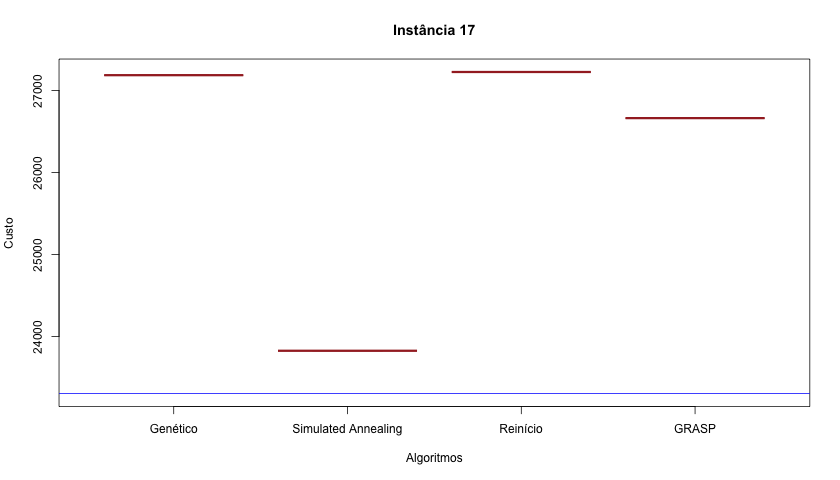 Instância 17
Custo
27000
26000
25000
24000
Genético
Simulated Annealing
Reinício
GRASP
Algoritmos